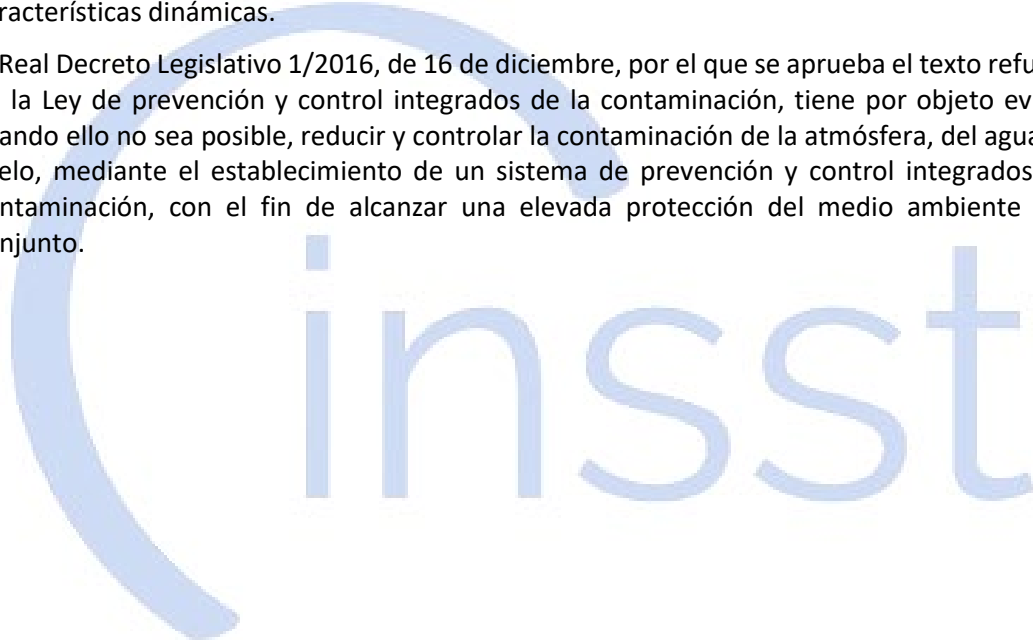 racterísticas dinámicas.
Real Decreto Legislativo 1/2016, de 16 de diciembre, por el que se aprueba el texto refu
la Ley de prevención y control integrados de la contaminación, tiene por objeto ev
ando ello no sea posible, reducir y controlar la contaminación de la atmósfera, del agua
elo, mediante el establecimiento de un sistema de prevención y control integrados
ntaminación, con el fin de alcanzar una elevada protección del medio ambiente
njunto.
insst